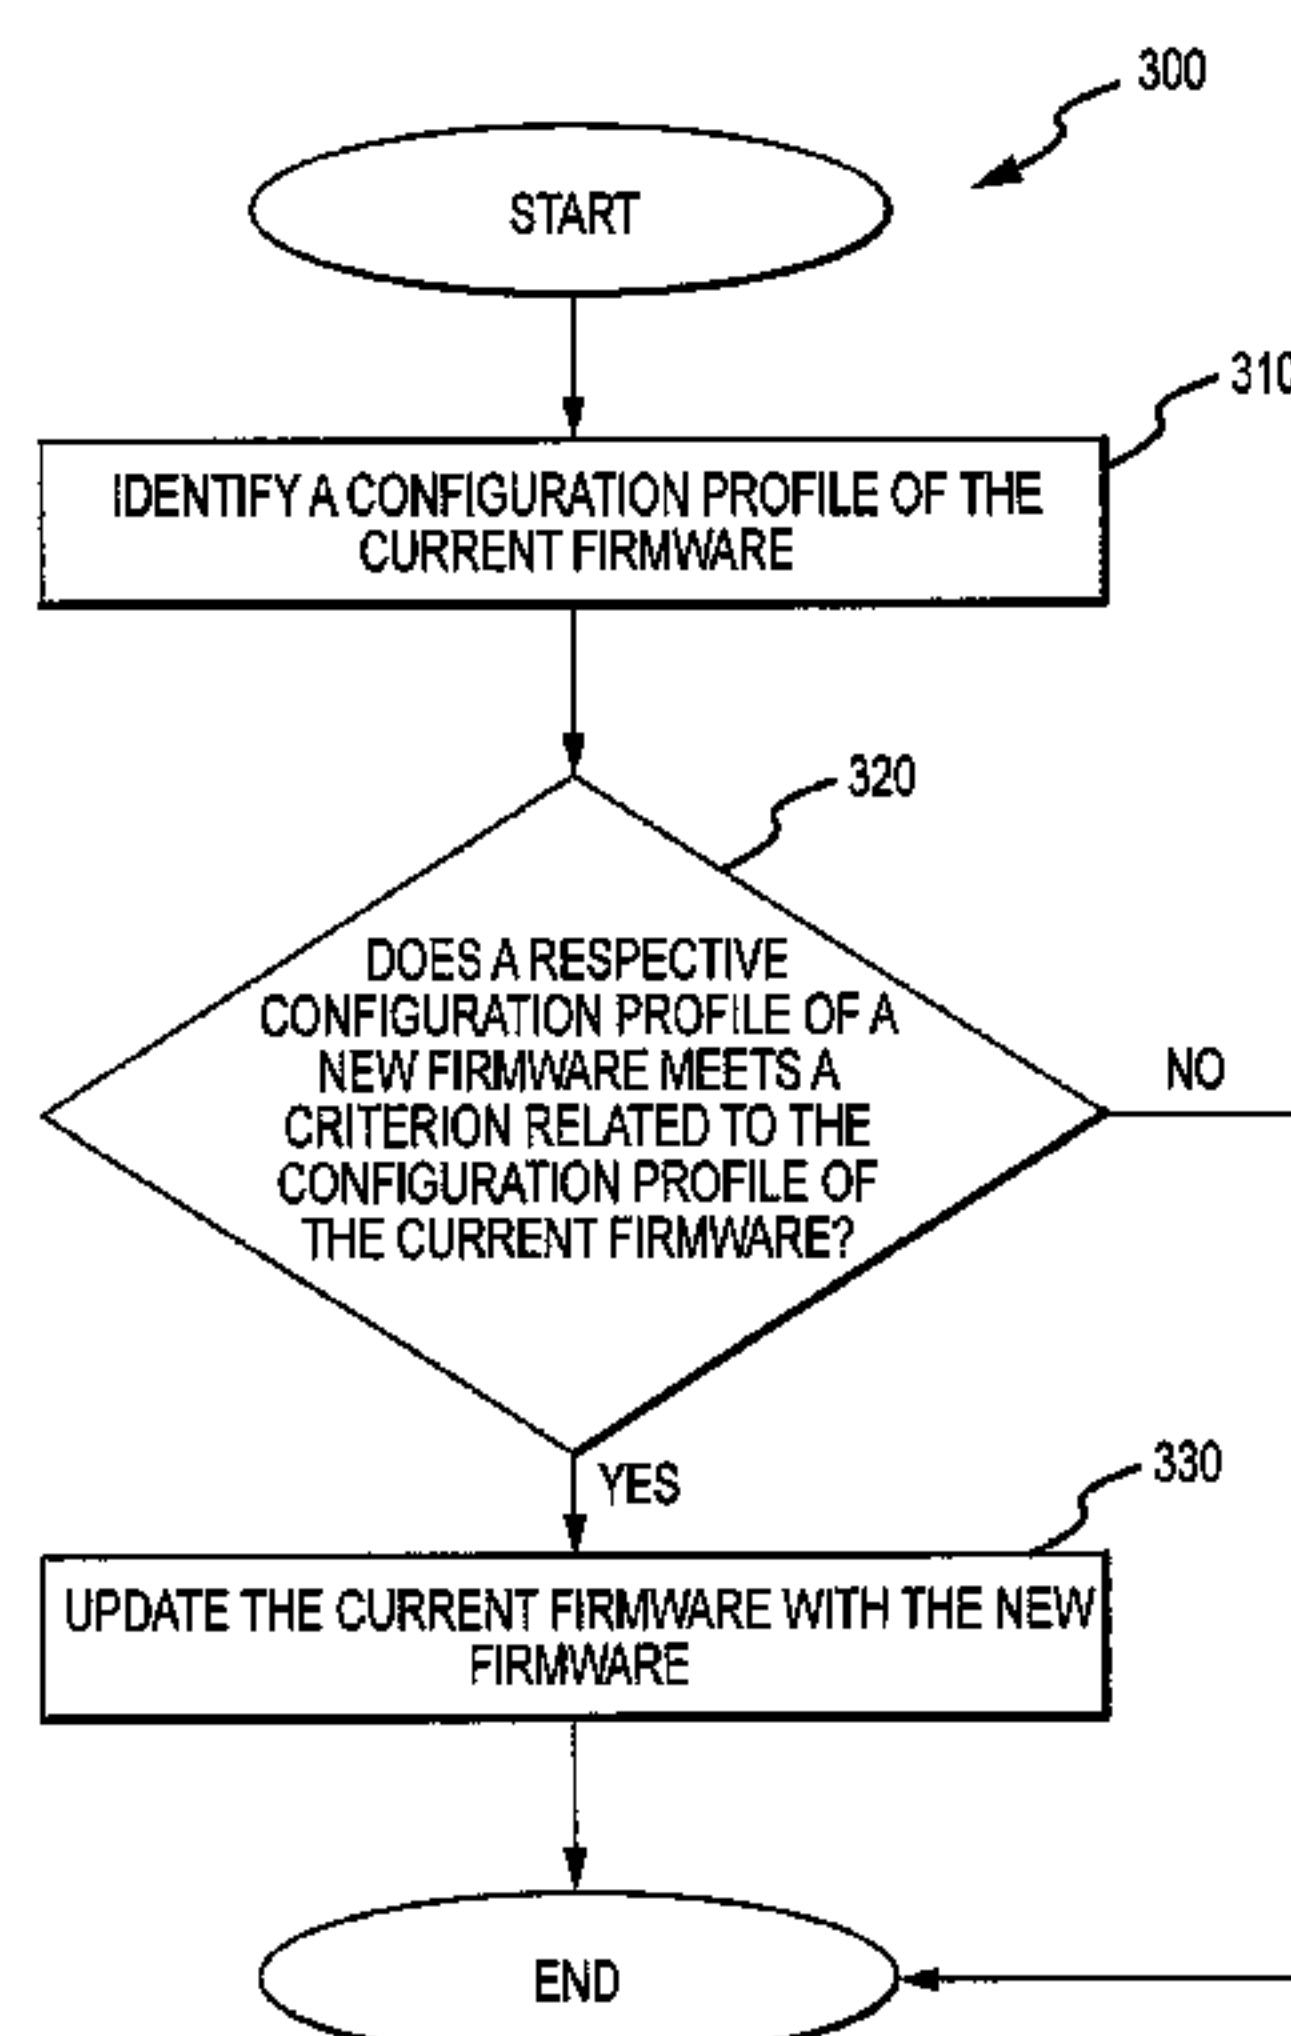 300
START
310
IDENTIFY A CONFIGURATION PROFILE OF THE
CURRENT FIRMWARE
320
DOES A RESPECTIVE
CONFIGURATION PROFILE OF A
NEW FIRMWARE MEETS A
CRITERION RELATED TO THE
CONFIGURATION PROFILE OF
THE CURRENT FIRMWARE?
NO
YES
330
UPDATE THE CURRENT FIRMWARE WITH THE NEW
FIRMWARE
END